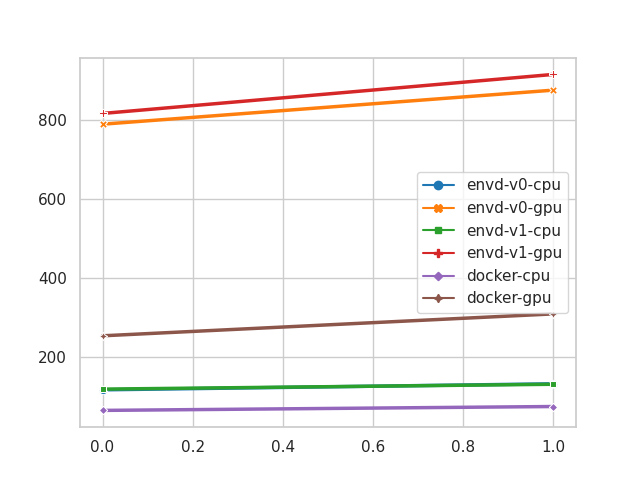 800
600
400
200
envd-v0-cpu
envd-v0-gpu
envd-v1-cpu
envd-v1-gpu
docker-cpu
docker-gpu
0.0 0.2 0.4 0.6 0.8 1.0